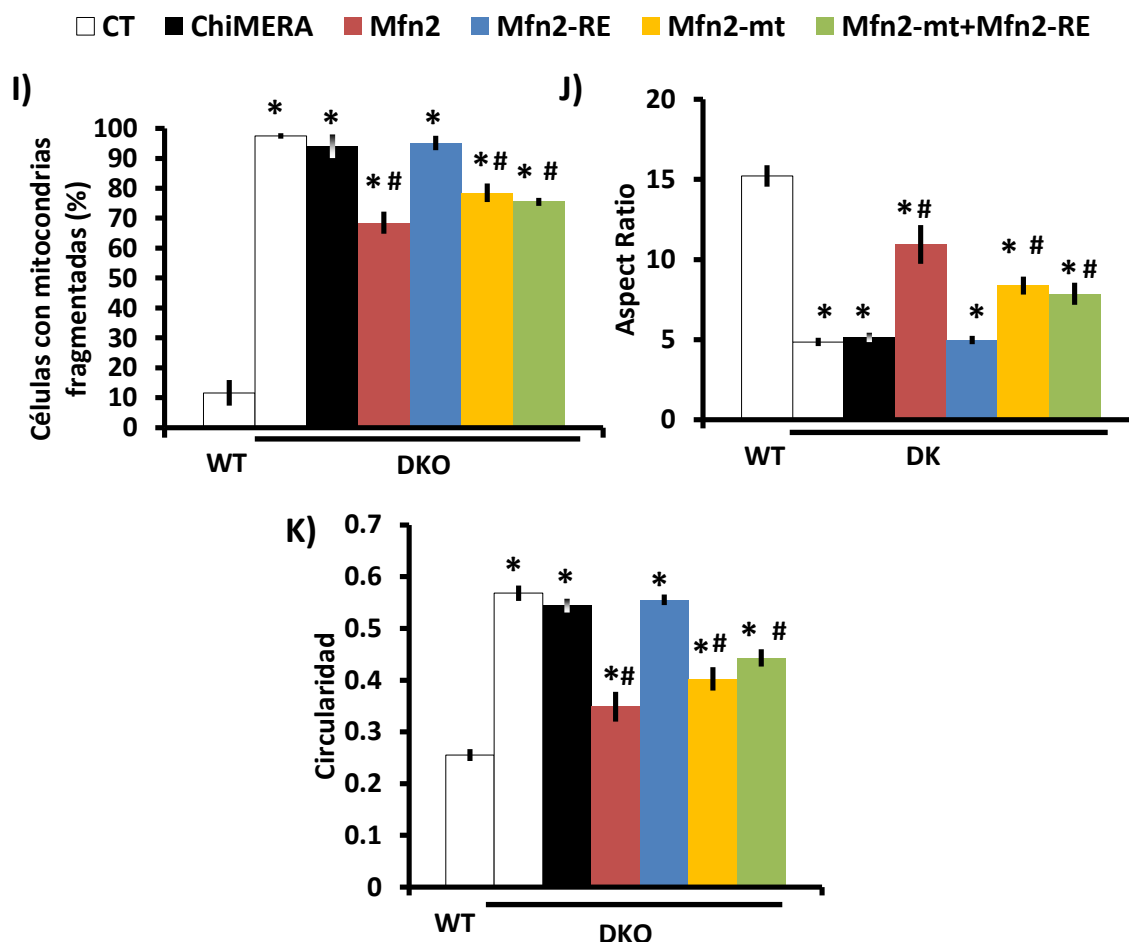 CT ChiMERA Mfn2 Mfn2-RE Mfn2-mt Mfn2-mt+Mfn2-RE
I)
Células con mitocondrias
fragmentadas (%)
100
90
80
70
60
50
40
30
20
10
0
* * *# * *# * #
WT
DKO
J)
Aspect Ratio
20
15
10
5
0
* * *# * * # *#
WT
DK
K)
Circularidad
0.7
0.6
0.5
0.4
0.3
0.2
0.1
0
* * *# * *# * #
WT
DKO